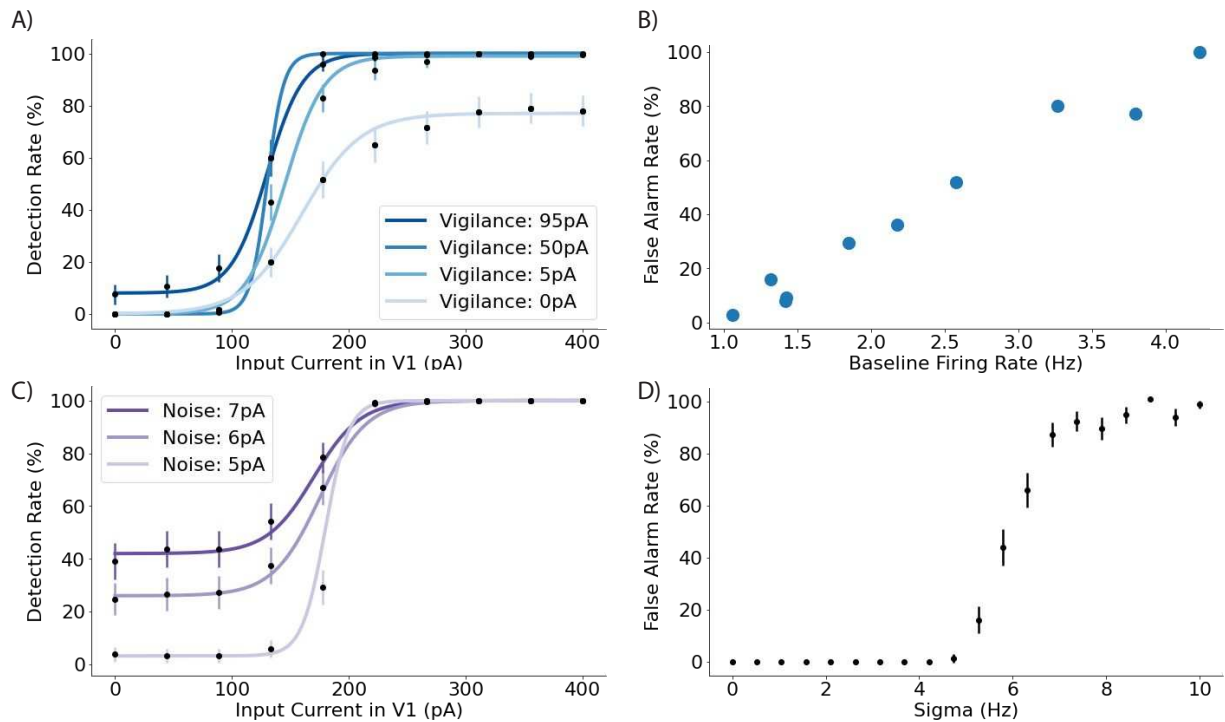 A)
100
80
60
40
20
0
Detection Rate (%)
Vigilance: 95pA
Vigilance: 50pA
Vigilance: 5pA
Vigilance: 0pA
0 100 200 300 400
Input Current in V1 (pA)
B)
100
80
60
40
20
0
False Alarm Rate (%)
1.0 1.5 2.0 2.5 3.0 3.5 4.0
Baseline Firing Rate (Hz)
C)
100
80
60
40
20
0
Detection Rate (%)
Noise: 7pA
Noise: 6pA
Noise: 5pA
0 100 200 300 400
Input Current in V1 (pA)
D)
100
80
60
40
20
0
False Alarm Rate (%)
0 2 4 6 8 10
Sigma (Hz)